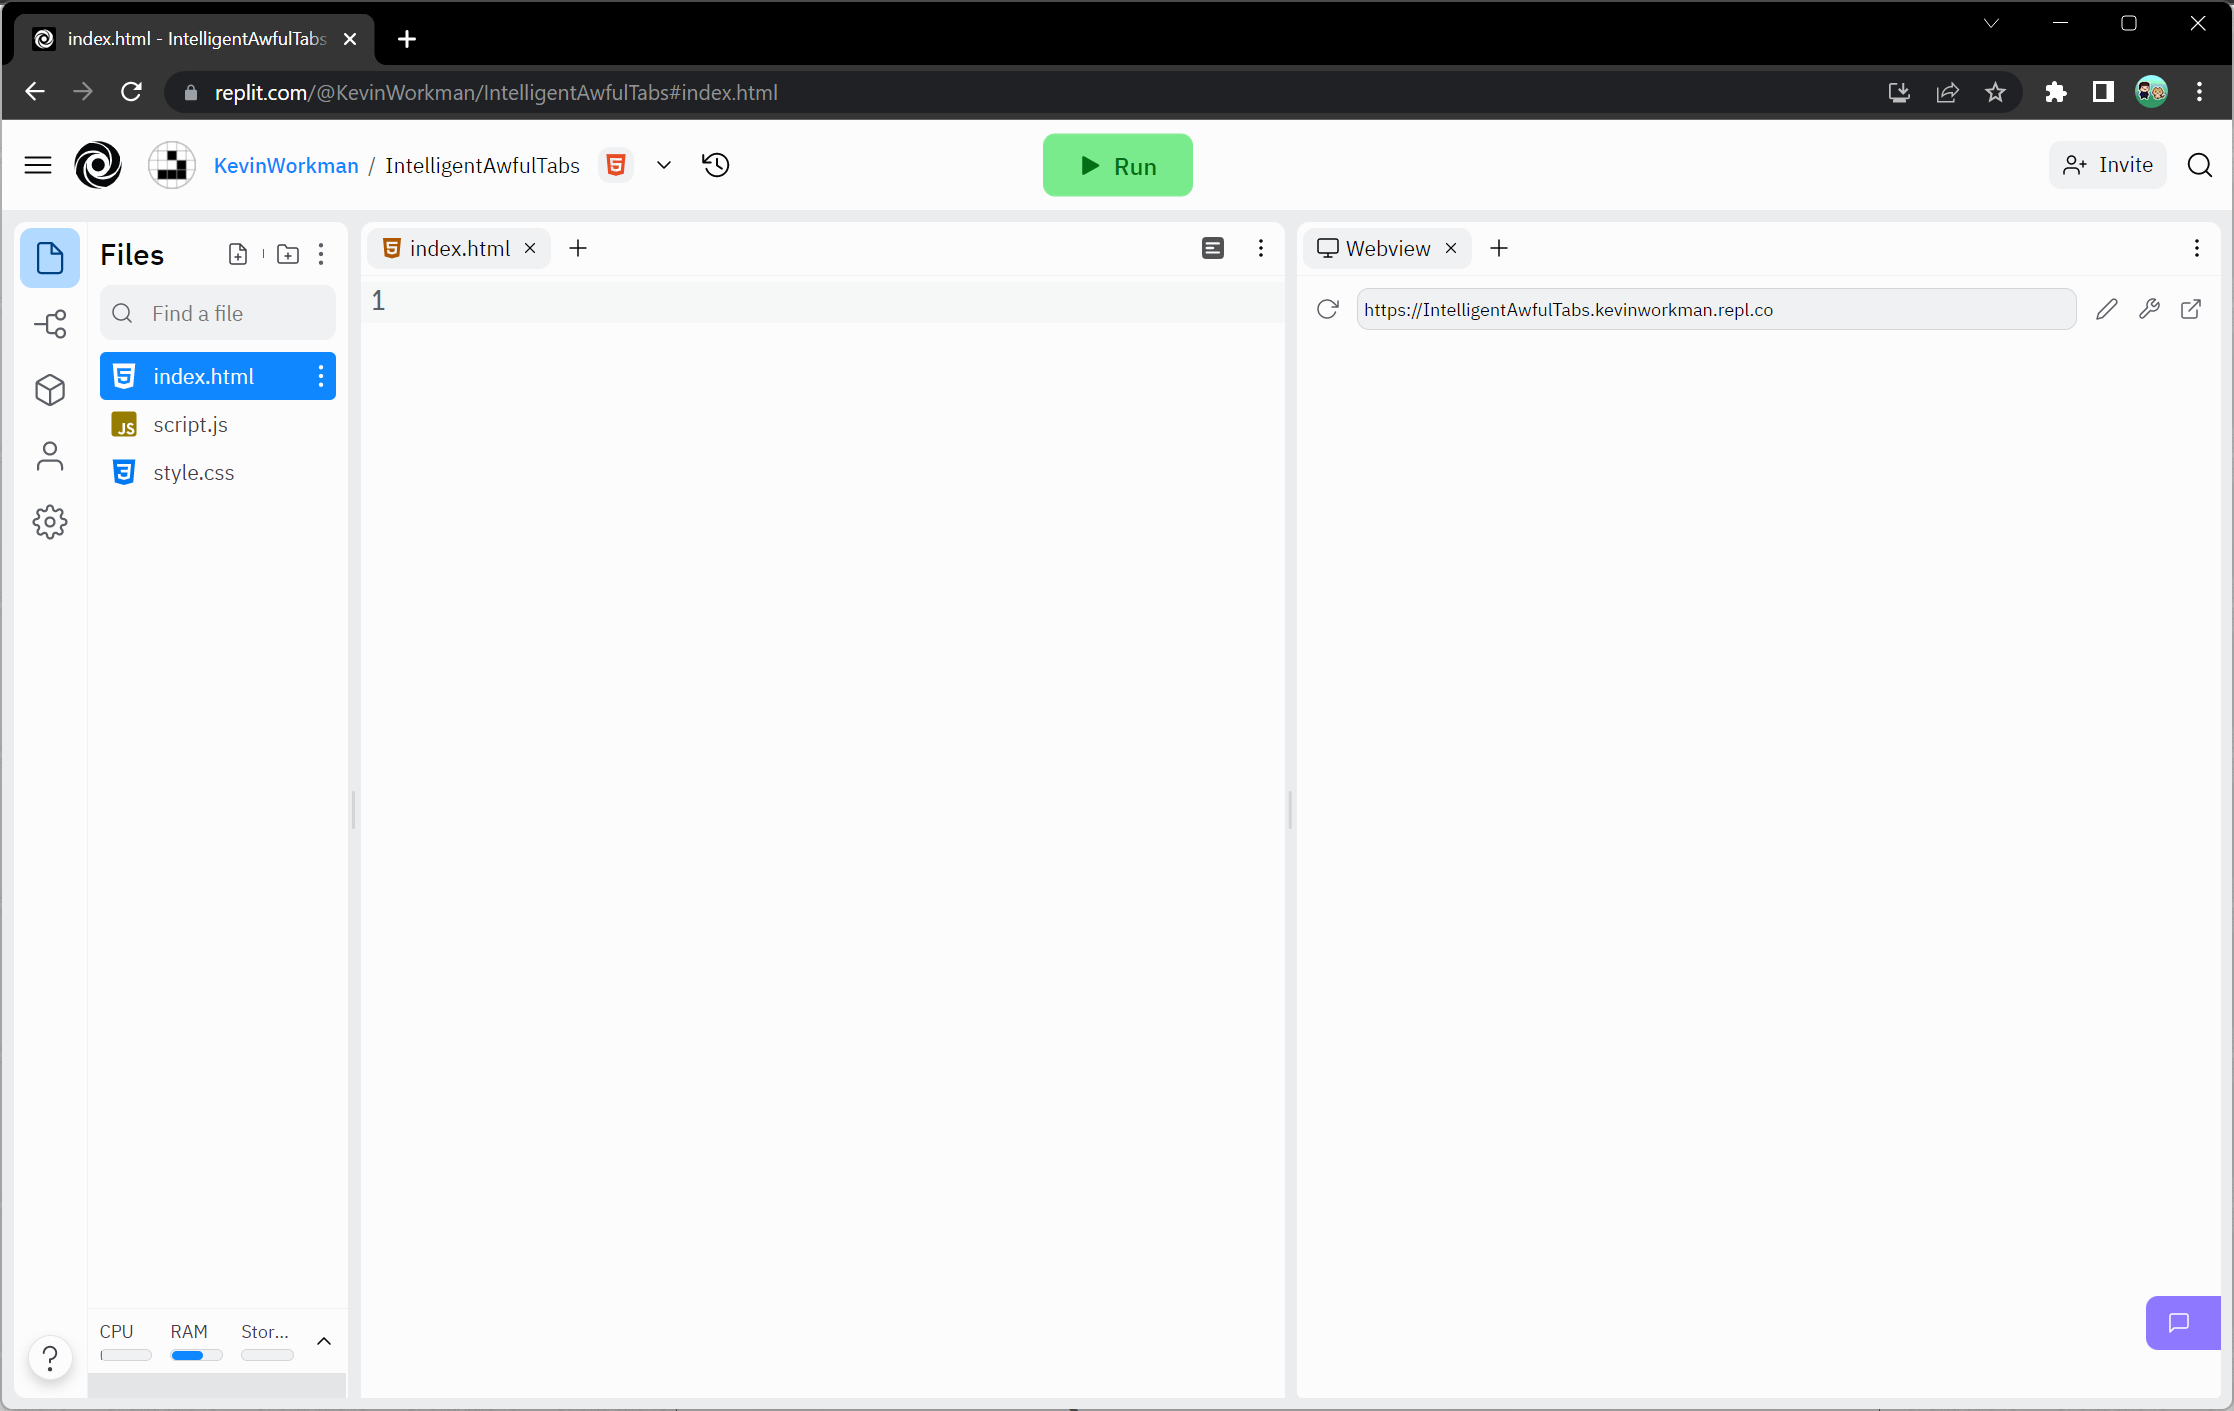 index.html - IntelligentAwfulTabs
replit.com/@KevinWorkman/IntelligentAwfulTabs#index.html
KevinWorkman / IntelligentAwfulTabs
Run
Invite
Files
Find a file
index.html
script.js
style.css
CPU RAM Stor...
index.html
1
Webview
https://IntelligentAwfulTabs.kevinworkman.repl.co